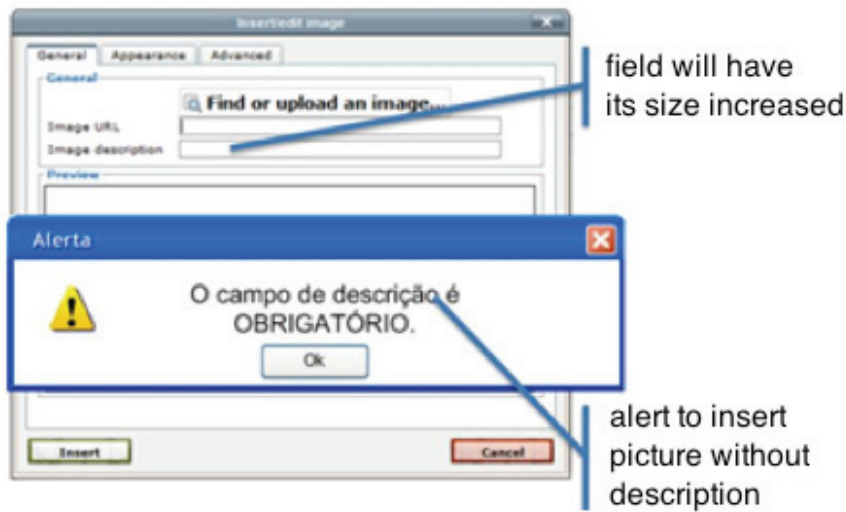 Insert/edit image
General Appearance Advanced
General
Find or upload an image...
Image URL
Image description
Preview
field will have
its size increased
Alerta
O campo de descrição é
OBRIGATÓRIO.
Ok
Insert
Cancel
alert to insert
picture without
description